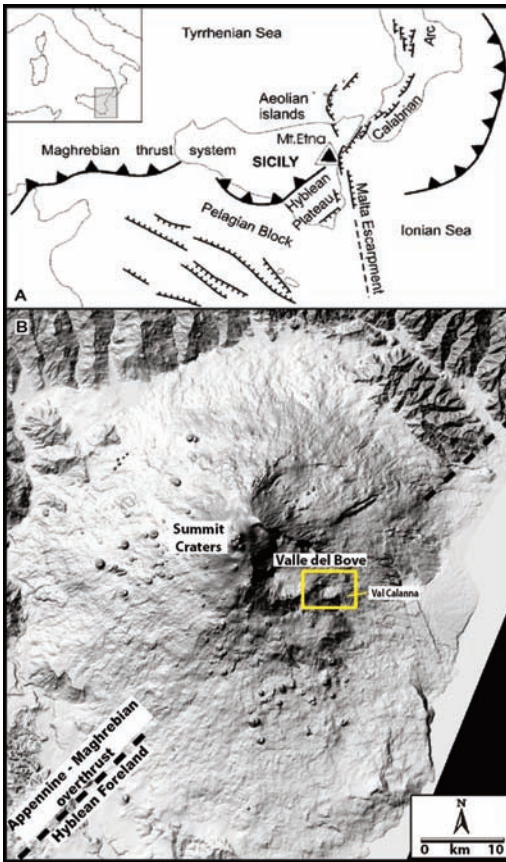 Tyrrhenian Sea
Arc
Aeolian
islands
Calabrian
Mt.Etna
Maghrebian thrust system
SICILY
Hyblean
Plateau
Malta Escarpment
Pelagian Block
Ionian Sea
A
B
Summit
Craters
Valle del Bove
Val Calanna
Appennine - Maghrebian
overthrust
Hyblean Foreland
N
0 km 10